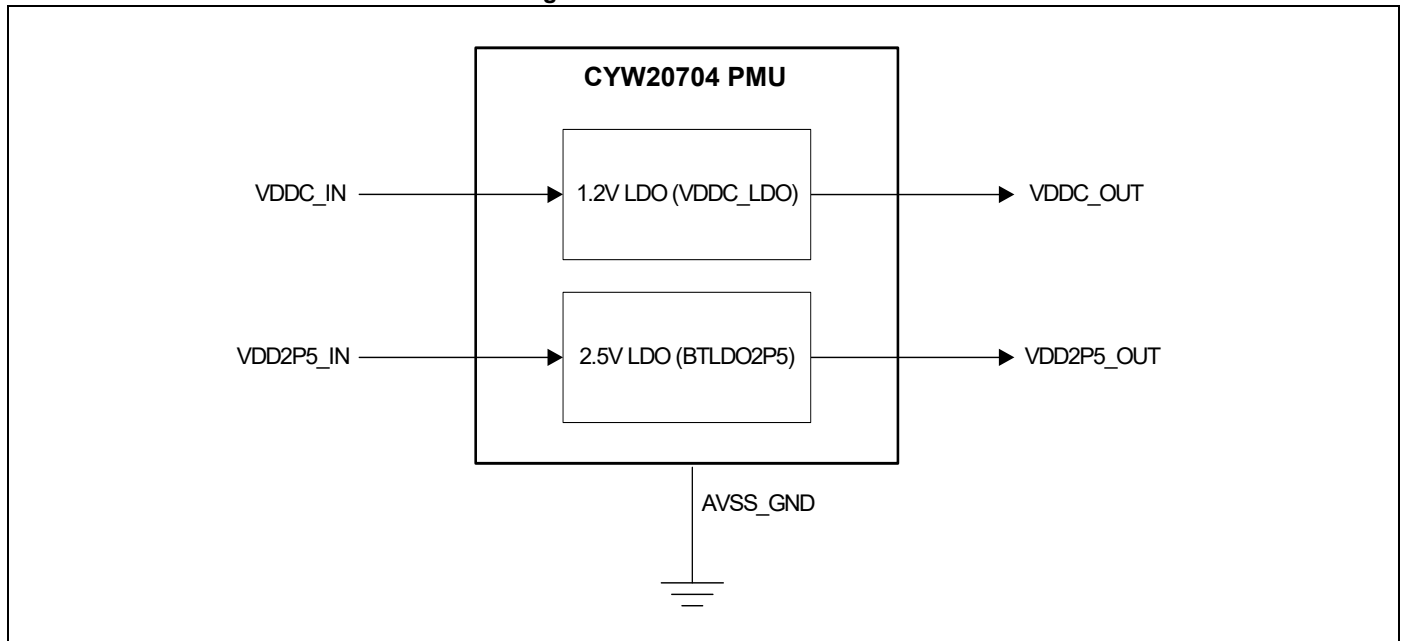 CYW20704 PMU
VDDC_IN
1.2V LDO (VDDC_LDO)
VDDC_OUT
VDD2P5_IN
2.5V LDO (BTLDO2P5)
VDD2P5_OUT
AVSS_GND